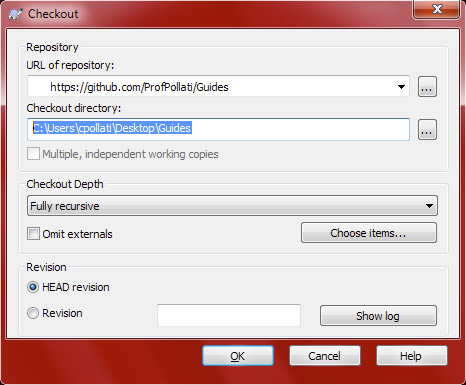 Checkout
Repository
URL of repository:
https://github.com/ProfPollati/Guides
...
Checkout directory:
C:\Users\cpollati\Desktop\Guides
...
Multiple, independent working copies
Checkout Depth
Fully recursive
Omit externals
Choose items...
Revision
HEAD revision
Revision
Show log
OK
Cancel
Help